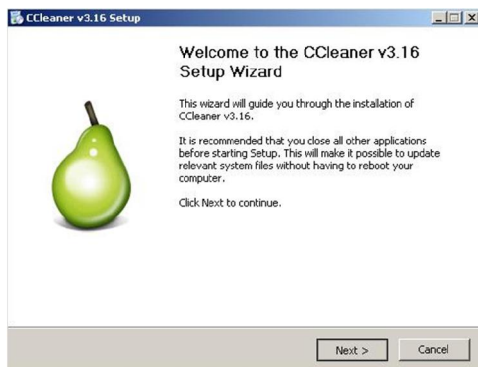 CCleaner v3.16 Setup
Welcome to the CCleaner v3.16
Setup Wizard
This wizard will guide you through the installation of
CCleaner v3.16.
It is recommended that you close all other applications
before starting Setup. This will make it possible to update
relevant system files without having to reboot your
computer.
Click Next to continue.
Next >
Cancel